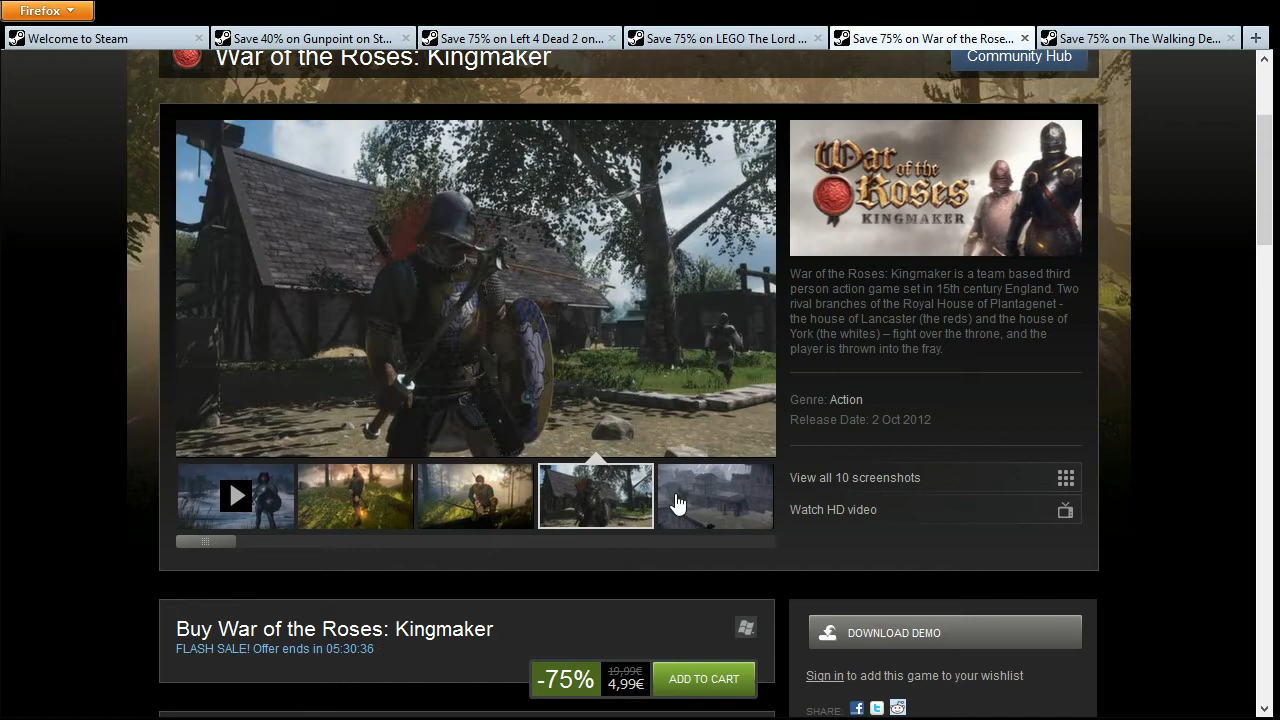 Firefox
Welcome to Steam
Save 40% on Gunpoint on St...
Save 75% on Left 4 Dead 2 on...
Save 75% on LEGO The Lord ...
Save 75% on War of the Rose...
Save 75% on The Walking De...
War of the Roses: Kingmaker
Community Hub
War
of the
Roses
KINGMAKER
War of the Roses: Kingmaker is a team based third
person action game set in 15th century England. Two
rival branches of the Royal House of Plantagenet -
the house of Lancaster (the reds) and the house of
York (the whites) – fight over the throne, and the
player is thrown into the fray.
Genre: Action
Release Date: 2 Oct 2012
View all 10 screenshots
Watch HD video
Buy War of the Roses: Kingmaker
FLASH SALE! Offer ends in 05:30:36
-75%
19,99€
4,99€
ADD TO CART
DOWNLOAD DEMO
Sign in to add this game to your wishlist
SHARE: